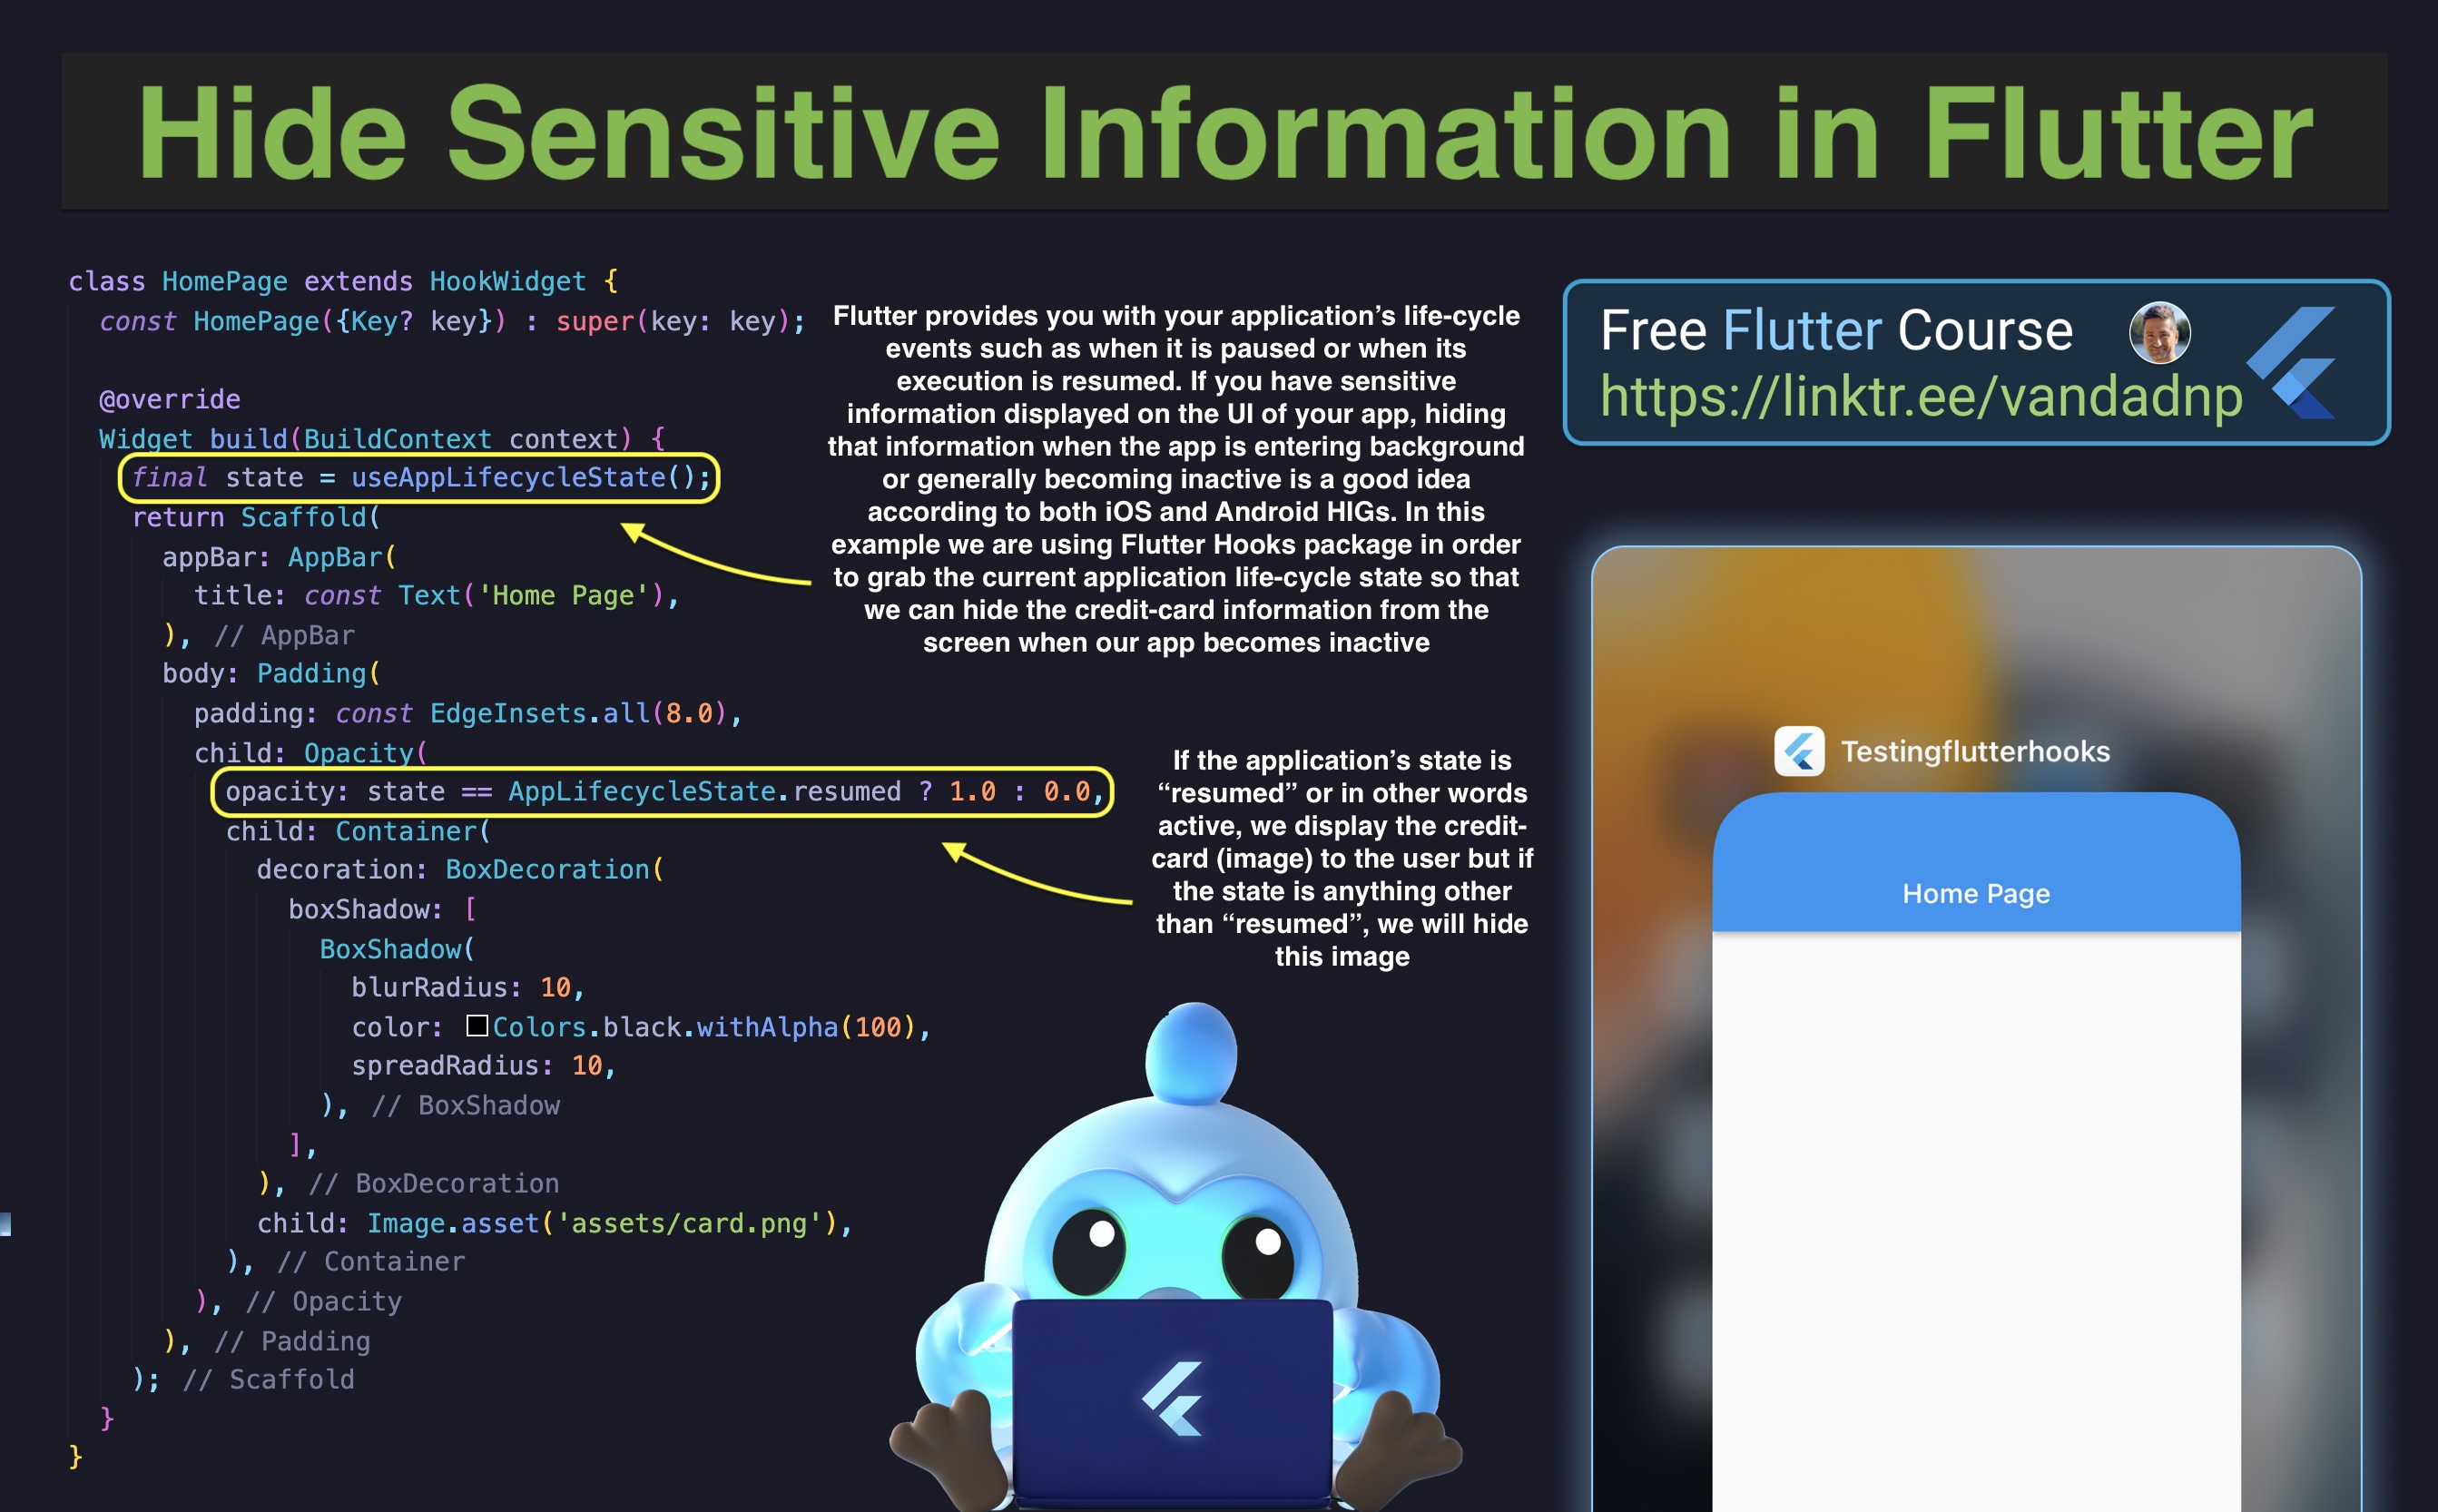 Hide Sensitive Information in Flutter
class HomePage extends HookWidget {
const HomePage({Key? key}) : super(key: key);
@override
Widget build(BuildContext context) {
final state = useAppLifecycleState();
return Scaffold(
appBar: AppBar(
title: const Text('Home Page'),
), // AppBar
body: Padding(
padding: const EdgeInsets.all(8.0),
child: Opacity(
opacity: state == AppLifecycleState.resumed ? 1.0 : 0.0,
child: Container(
decoration: BoxDecoration(
boxShadow: [
BoxShadow(
blurRadius: 10,
color: Colors.black.withAlpha(100),
spreadRadius: 10,
), // BoxShadow
],
), // BoxDecoration
child: Image.asset('assets/card.png'),
), // Container
), // Opacity
), // Padding
); // Scaffold
}
}
Flutter provides you with your application’s life-cycle
events such as when it is paused or when its
execution is resumed. If you have sensitive
information displayed on the UI of your app, hiding
that information when the app is entering background
or generally becoming inactive is a good idea
according to both iOS and Android HIGs. In this
example we are using Flutter Hooks package in order
to grab the current application life-cycle state so that
we can hide the credit-card information from the
screen when our app becomes inactive
If the application’s state is
“resumed” or in other words
active, we display the credit-
card (image) to the user but if
the state is anything other
than “resumed”, we will hide
this image
Free Flutter Course
https://linktr.ee/vandadnp
Testingflutterhooks
Home Page